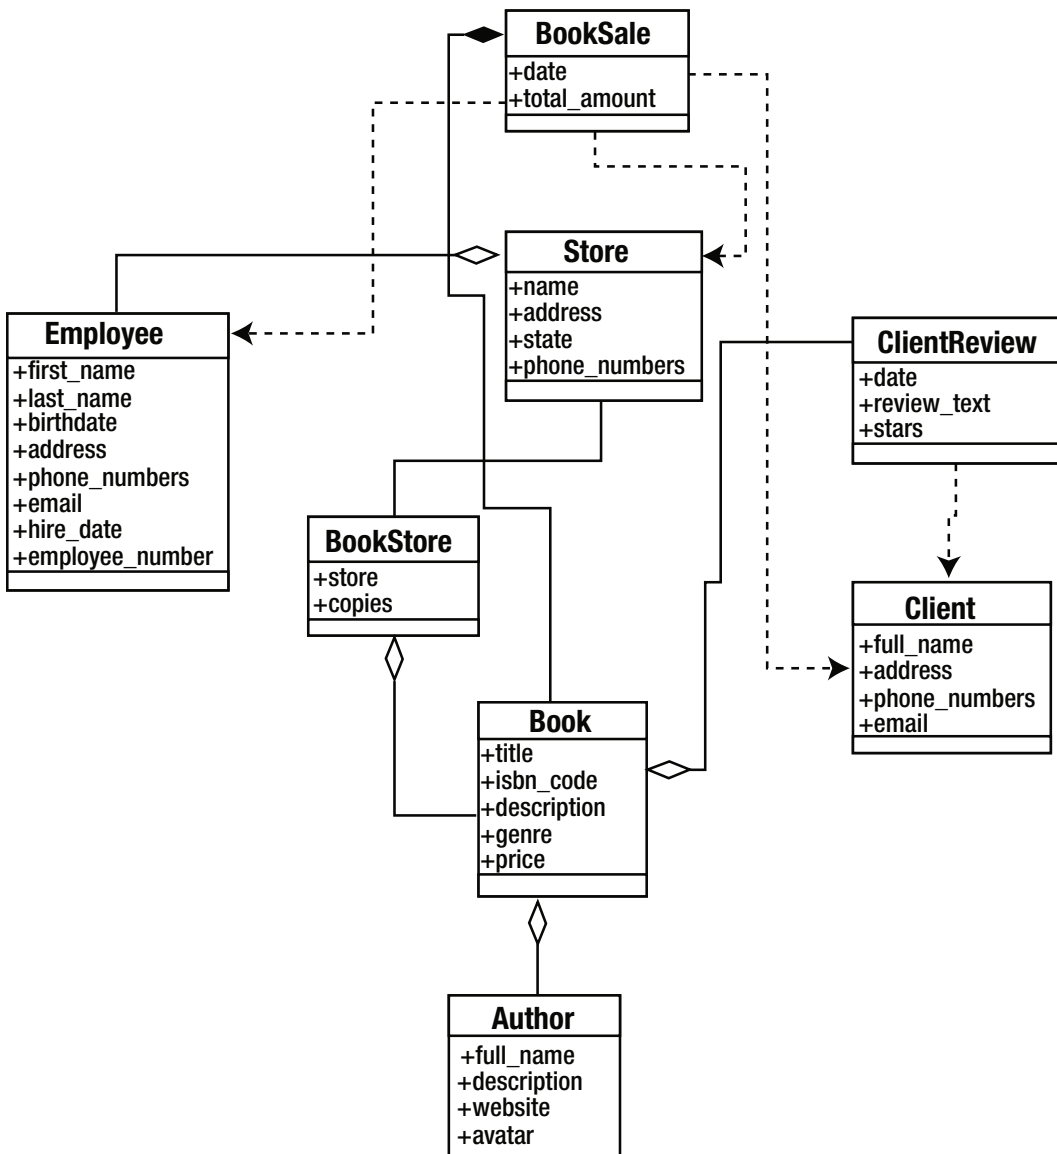 BookSale
+date
+total_amount
Store
+name
+address
+state
+phone_numbers
Employee
+first_name
+last_name
+birthdate
+address
+phone_numbers
+email
+hire_date
+employee_number
ClientReview
+date
+review_text
+stars
BookStore
+store
+copies
Client
+full_name
+address
+phone_numbers
+email
Book
+title
+isbn_code
+description
+genre
+price
Author
+full_name
+description
+website
+avatar